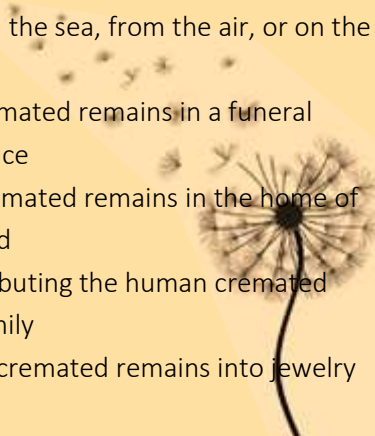 the sea, from the air, or on the
mated remains in a funeral
ce
mated remains in the home of
d
buting the human cremated
nily
cremated remains into jewelry